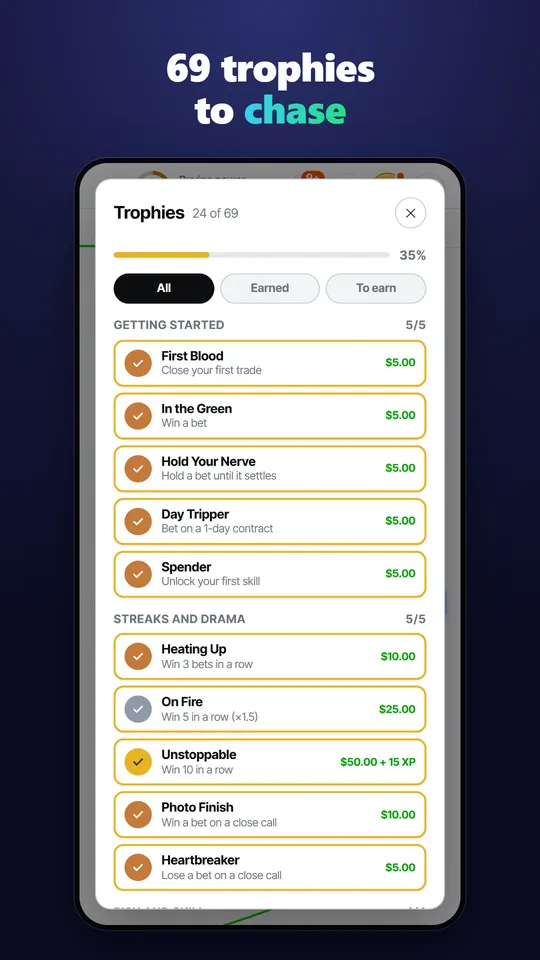 69 trophies
to chase
Buying power
9+
Trophies 24 of 69
35%
All Earned To earn
GETTING STARTED 5/5
First Blood
Close your first trade
$5.00
In the Green
Win a bet
$5.00
Hold Your Nerve
Hold a bet until it settles
$5.00
Day Tripper
Bet on a 1-day contract
$5.00
Spender
Unlock your first skill
$5.00
STREAKS AND DRAMA 5/5
Heating Up
Win 3 bets in a row
$10.00
On Fire
Win 5 in a row (×1.5)
$25.00
Unstoppable
Win 10 in a row
$50.00 + 15 XP
Photo Finish
Win a bet on a close call
$10.00
Heartbreaker
Lose a bet on a close call
$5.00